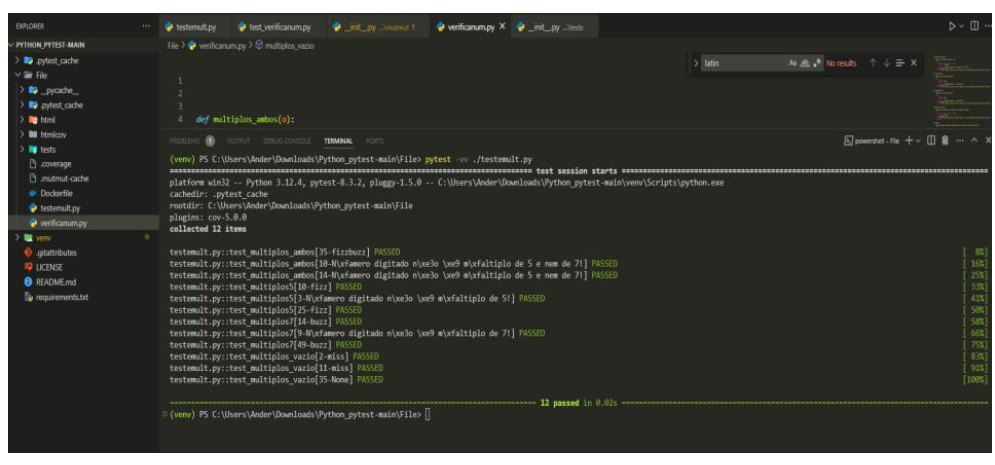 EXPLORER
testemult.py test_verificanum.py __init__.py ...\mutmut 1 verificanum.py X __init__.py ...\tests
PYTHON_PYTEST-MAIN
File > verificanum.py > multiplos_vazio
> .pytest_cache
File
> latin Aa ab .* No results
> __pycache__
> .pytest_cache
> html
> htmlcov
> tests
.coverage
.mutmut-cache
Dockerfile
testemult.py
verificanum.py
> venv
.gitattributes
LICENSE
README.md
requirements.txt
1
2
3
4 def multiplos_ambos(a):
PROBLEMS 1 OUTPUT DEBUG CONSOLE TERMINAL PORTS
powershell - File
(venv) PS C:\Users\Ander\Downloads\Python_pytest-main\File> pytest -vv ./testemult.py
test session starts
platform win32 -- Python 3.12.4, pytest-8.3.2, pluggy-1.5.0 -- C:\Users\Ander\Downloads\Python_pytest-main\venv\Scripts\python.exe
cachedir: .pytest_cache
rootdir: C:\Users\Ander\Downloads\Python_pytest-main\File
plugins: cov-5.0.0
collected 12 items
testemult.py::test_multiplos_ambos[35-fizzbuzz] PASSED [ 8%]
testemult.py::test_multiplos_ambos[10-N\xfamero digitado n\xe3o \xe9 m\xfaltiplo de 5 e nem de 7!] PASSED [ 16%]
testemult.py::test_multiplos_ambos[14-N\xfamero digitado n\xe3o \xe9 m\xfaltiplo de 5 e nem de 7!] PASSED [ 25%]
testemult.py::test_multiplos5[10-fizz] PASSED [ 33%]
testemult.py::test_multiplos5[3-N\xfamero digitado n\xe3o \xe9 m\xfaltiplo de 5!] PASSED [ 41%]
testemult.py::test_multiplos5[25-fizz] PASSED [ 50%]
testemult.py::test_multiplos7[14-buzz] PASSED [ 58%]
testemult.py::test_multiplos7[9-N\xfamero digitado n\xe3o \xe9 m\xfaltiplo de 7!] PASSED [ 66%]
testemult.py::test_multiplos7[49-buzz] PASSED [ 75%]
testemult.py::test_multiplos_vazio[2-miss] PASSED [ 83%]
testemult.py::test_multiplos_vazio[11-miss] PASSED [ 91%]
testemult.py::test_multiplos_vazio[35-None] PASSED [100%]
12 passed in 0.02s
(venv) PS C:\Users\Ander\Downloads\Python_pytest-main\File>